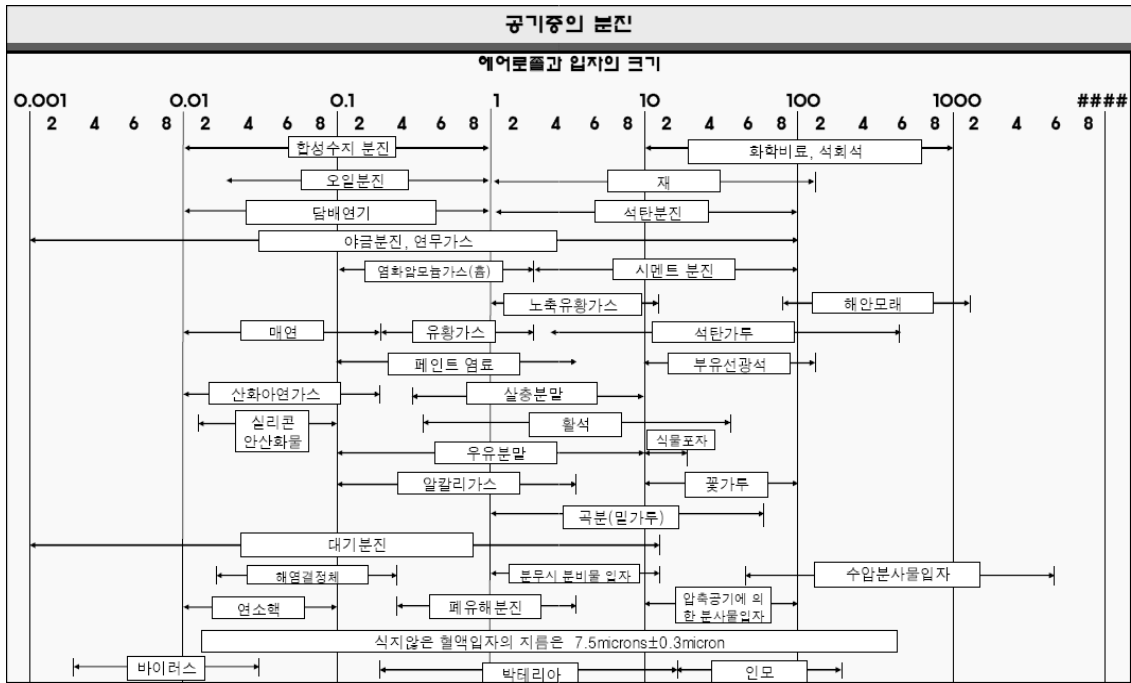 공기중의 분진
에어로졸과 입자의 크기
0.001 0.01 0.1 1 10 100 1000 ####
2 4 6 8 2 4 6 8 2 4 6 8 2 4 6 8 2 4 6 8 2 4 6 8 2 4 6 8
합성수지 분진 화학비료, 석회석
오일분진 재
담배연기 석탄분진
야금분진, 연무가스
염화암모늄가스(흄) 시멘트 분진
노축유황가스 해안모래
매연 유황가스 석탄가루
페인트 염료 부유선광석
산화아연가스 살충분말
실리콘 활석
안산화물 식물포자
우유분말
알칼리가스 꽃가루
곡분(밀가루)
대기분진
해염결정체 분무시 분비물 입자 수압분사물입자
연소핵 폐유해분진 압축공기에 의
한 분사물입자
식지않은 혈액입자의 지름은 7.5microns±0.3micron
바이러스 박테리아 인모